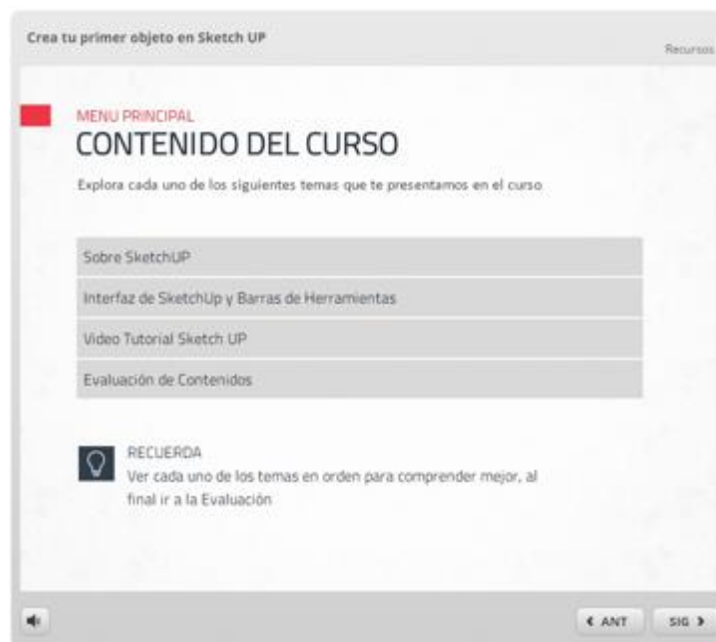 Crea tu primer objeto en Sketch UP
Recursos
MENU PRINCIPAL
CONTENIDO DEL CURSO
Explora cada uno de los siguientes temas que te presentamos en el curso
Sobre SketchUP
Interfaz de SketchUp y Barras de Herramientas
Video Tutorial Sketch UP
Evaluación de Contenidos
RECUERDA
Ver cada uno de los temas en orden para comprender mejor, al
final ir a la Evaluación
ANT
SIG